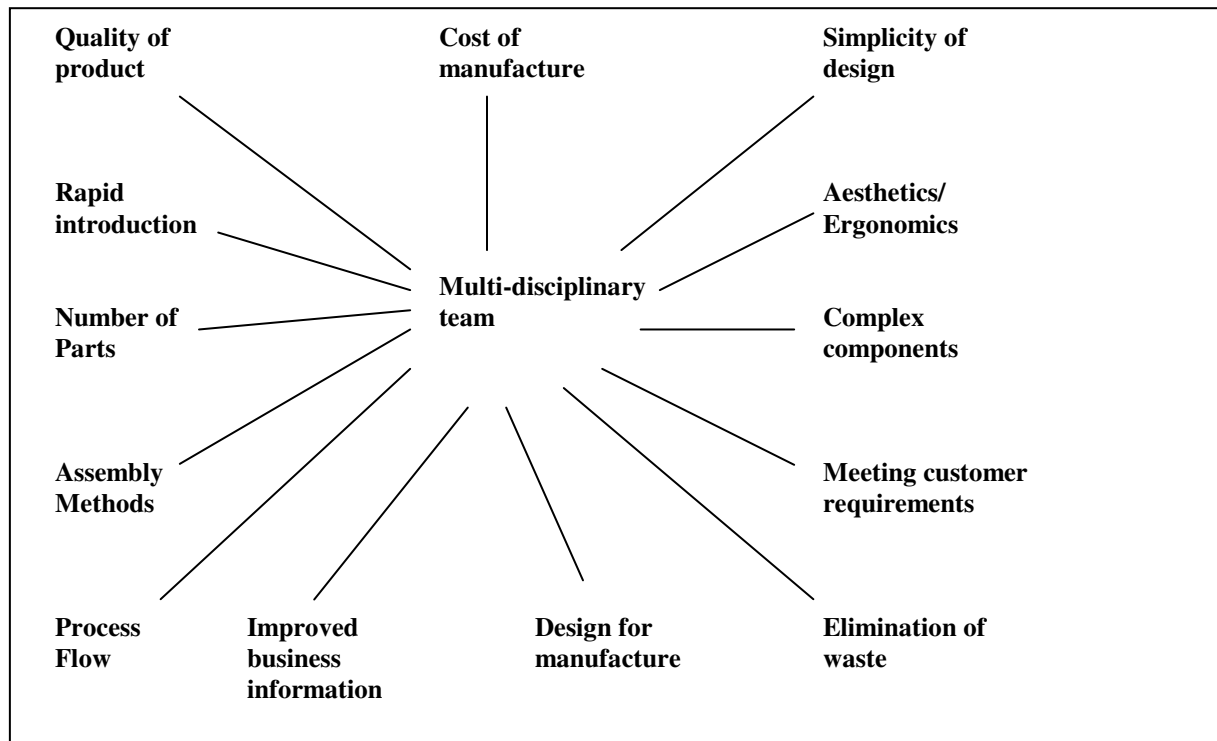 Quality of
product
Cost of
manufacture
Simplicity of
design
Rapid
introduction
Aesthetics/
Ergonomics
Multi-disciplinary
team
Number of
Parts
Complex
components
Assembly
Methods
Meeting customer
requirements
Process
Flow
Improved
business
information
Design for
manufacture
Elimination of
waste